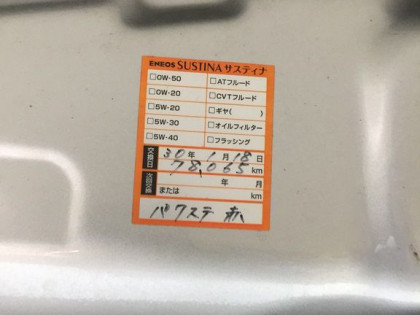 ENEOS SUSTINA サスティナ
□0W-50 □ATフルード
□0W-20 □CVTフルード
□5W-20 □ギヤ( )
□5W-30 □オイルフィルター
□5W-40 □フラッシング
交換日 30年 1月 18日
78,065 km
次回交換 年 月
または km
パワステ